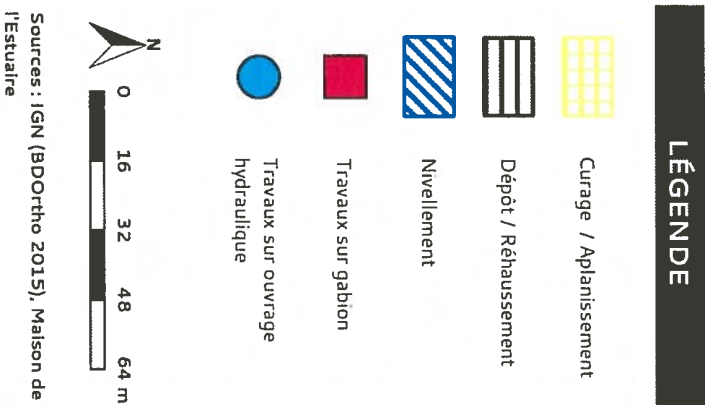 LÉGENDE
Curage / Aplanissement
Dépôt / Réhaussement
Nivellement
Travaux sur gabion
Travaux sur ouvrage
hydraulique
N
0 16 32 48 64 m
Sources : IGN (BDOrtho 2015), Maison de
l'Estuaire